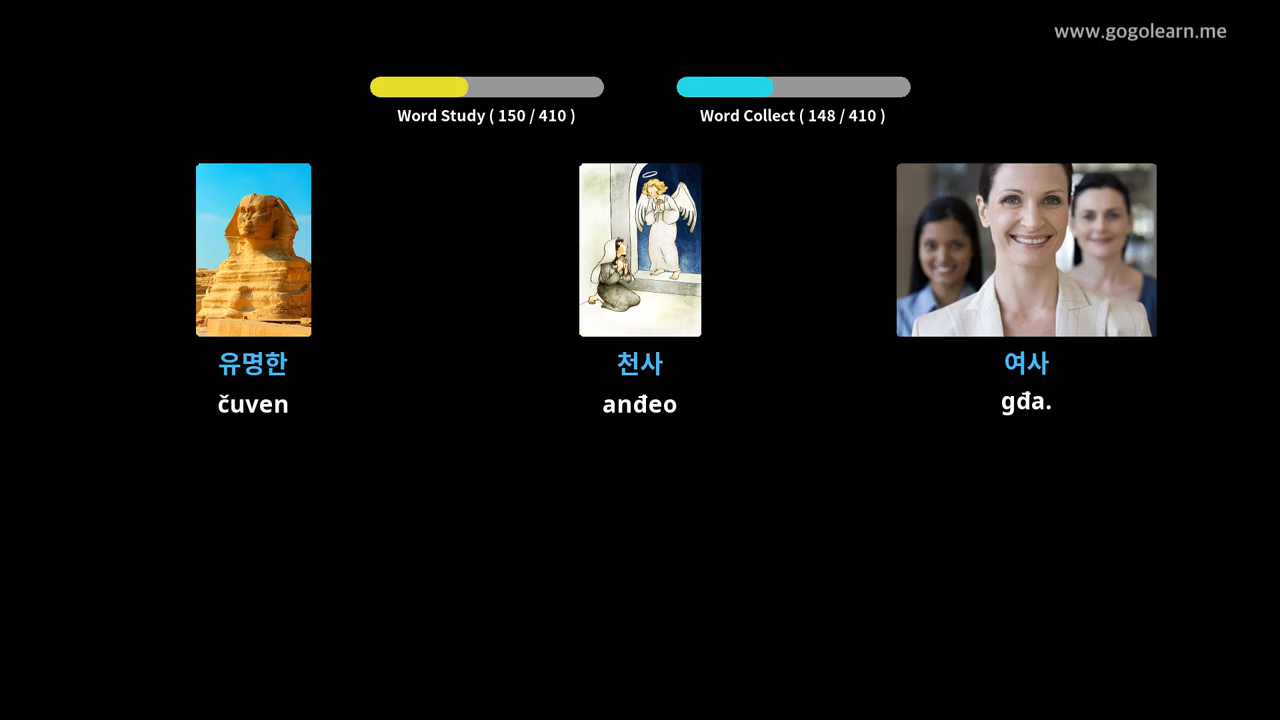 www.gogolearn.me
Word Study ( 150 / 410 )
Word Collect ( 148 / 410 )
유명한
천사
여사
čuven
anđeo
gđa.